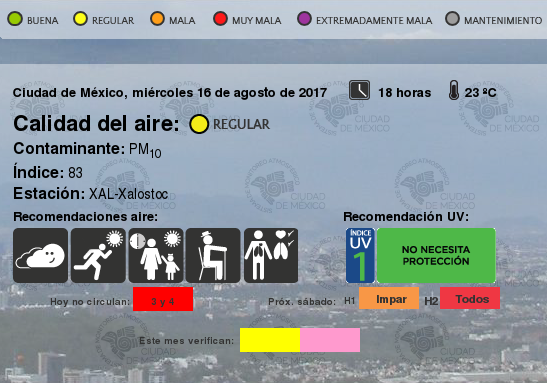 BUENA REGULAR MALA MUY MALA EXTREMADAMENTE MALA MANTENIMIENTO
Ciudad de México, miércoles 16 de agosto de 2017 18 horas 23 ºC
Calidad del aire: REGULAR
Contaminante: PM10
Índice: 83
Estación: XAL-Xalostoc
Recomendaciones aire: Recomendación UV:
ÍNDICE UV 1 NO NECESITA PROTECCIÓN
Hoy no circulan: 3 y 4 Próx. sábado: H1 Impar H2 Todos
Este mes verifican: